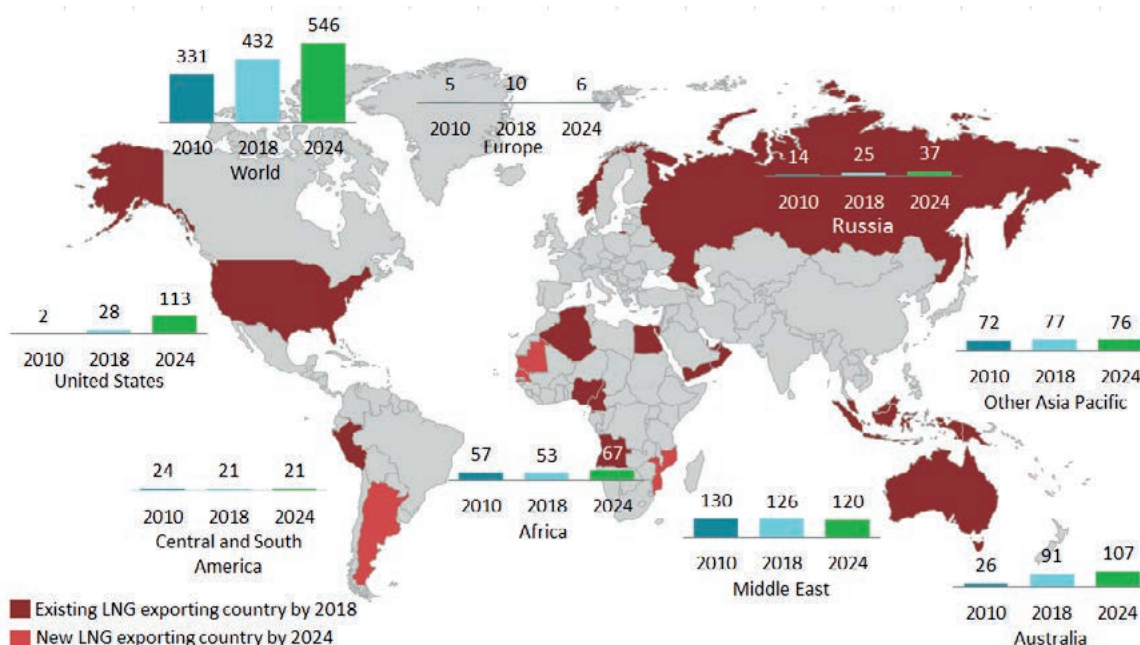 331 432 546
2010 2018 2024
World
5 10 6
2010 2018 2024
Europe
14 25 37
2010 2018 2024
Russia
2 28 113
2010 2018 2024
United States
72 77 76
2010 2018 2024
Other Asia Pacific
24 21 21
2010 2018 2024
Central and South
America
57 53 67
2010 2018 2024
Africa
130 126 120
2010 2018 2024
Middle East
26 91 107
2010 2018 2024
Australia
Existing LNG exporting country by 2018
New LNG exporting country by 2024